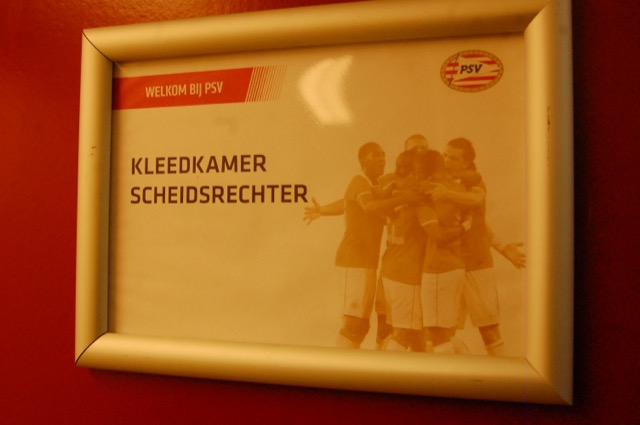 WELKOM BIJ PSV
PSV
KLEEDKAMER
SCHEIDSRECHTER